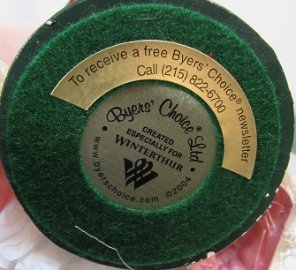 To receive a free Byers' Choice® newsletter
Call (215) 822-6700
Byers' Choice Ltd®
CREATED
ESPECIALLY FOR
WINTERTHUR
www.byerschoice.com ©2004